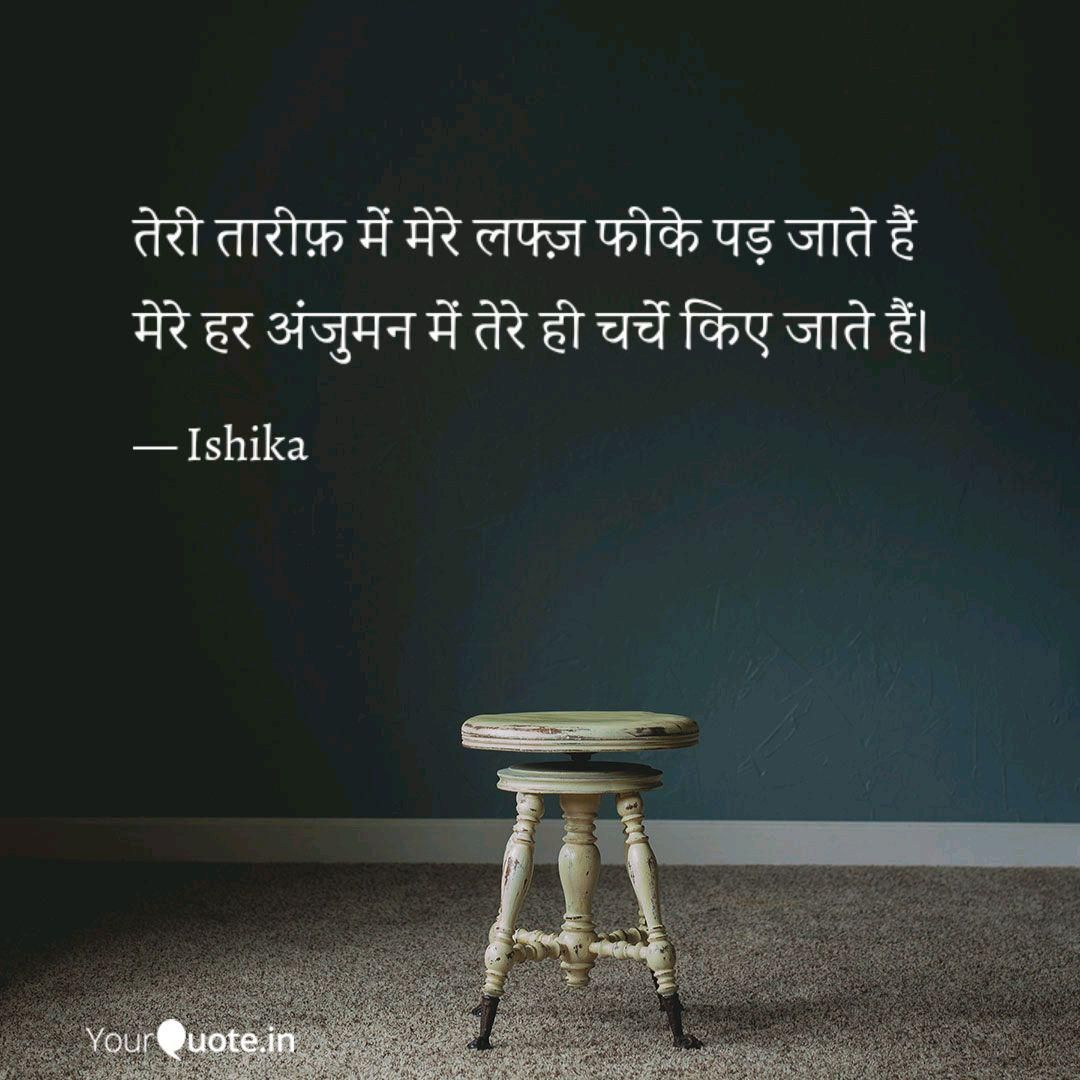 तेरी तारीफ़ में मेरे लफ्ज़ फीके पड़ जाते हैं
मेरे हर अंजुमन में तेरे ही चर्चे किए जाते हैं।
— Ishika
YourQuote.in